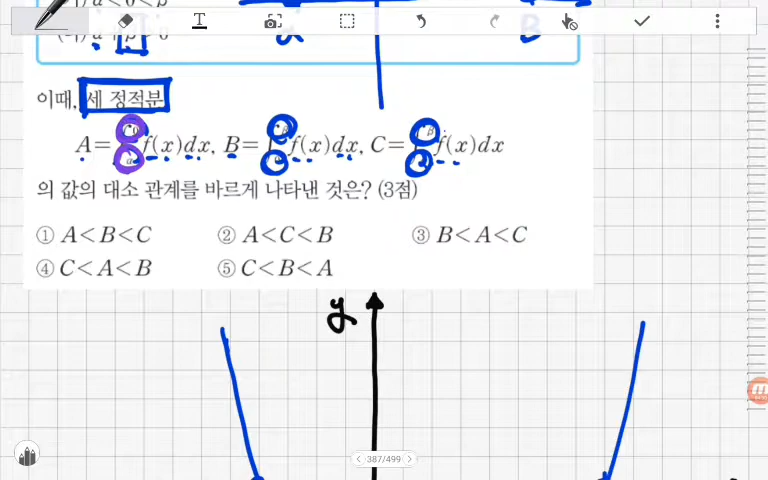 이때, 세 정적분
A=∫f(x)dx, B=∫f(x)dx, C=∫f(x)dx
의 값의 대소 관계를 바르게 나타낸 것은? (3점)
① A<B<C ② A<C<B ③ B<A<C
④ C<A<B ⑤ C<B<A
y
387/499